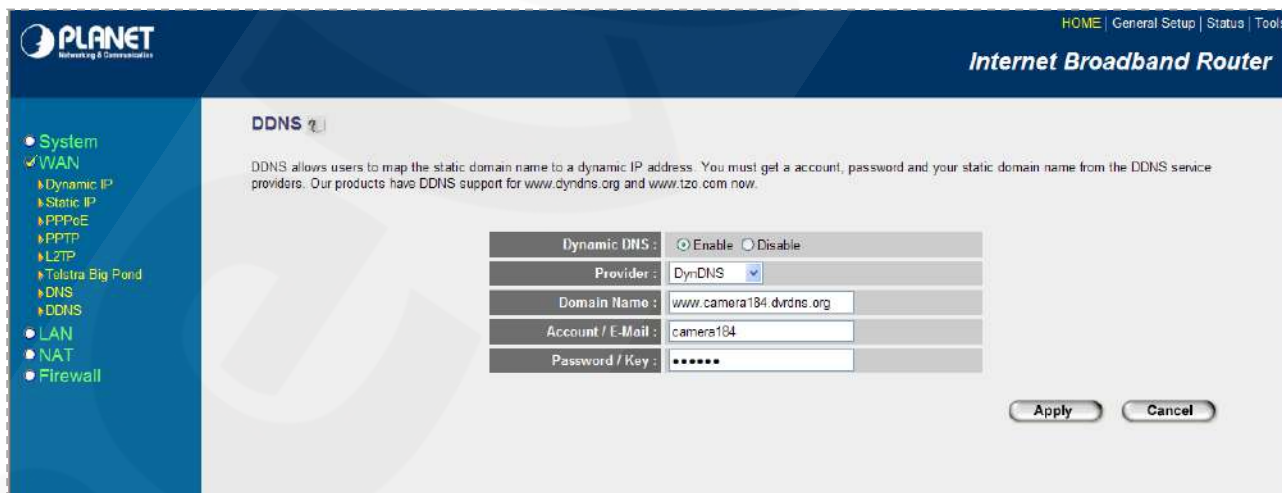 PLANET
Networking & Communication
HOME | General Setup | Status | Tools
Internet Broadband Router
System
WAN
Dynamic IP
Static IP
PPPoE
PPTP
L2TP
Telstra Big Pond
DNS
DDNS
LAN
NAT
Firewall
DDNS
DDNS allows users to map the static domain name to a dynamic IP address. You must get a account, password and your static domain name from the DDNS service
providers. Our products have DDNS support for www.dyndns.org and www.tzo.com now.
Dynamic DNS : Enable Disable
Provider : DynDNS
Domain Name : www.camera184.dvrdns.org
Account / E-Mail : camera184
Password / Key : ••••••
Apply Cancel